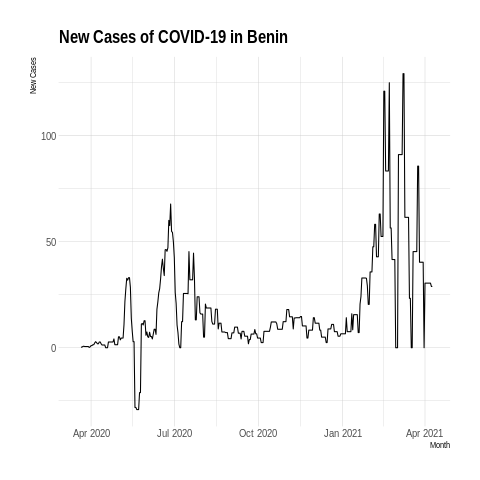 New Cases of COVID-19 in Benin
New Cases
100
50
0
Apr 2020 Jul 2020 Oct 2020 Jan 2021 Apr 2021
Month